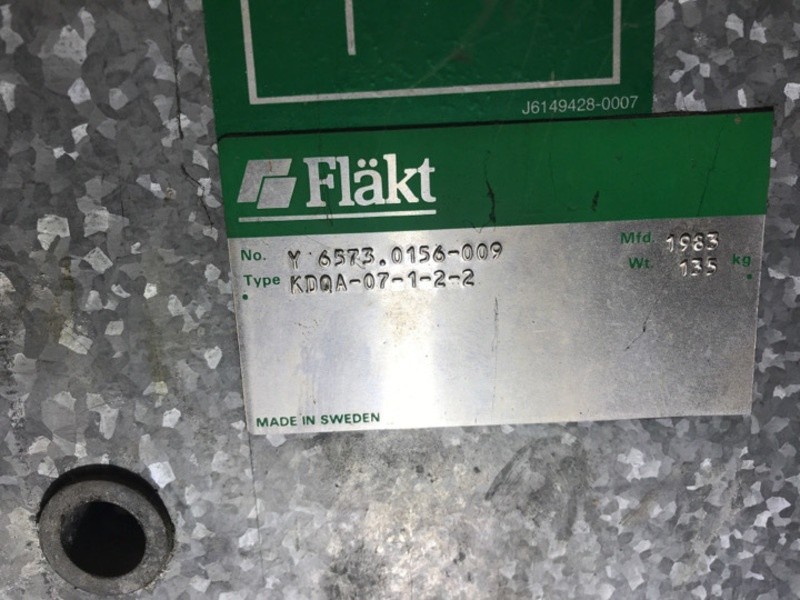 J6149428-0007
Fläkt
No. Y 6573.0156-009 Mfd. 1983
Type KDQA-07-1-2-2 Wt. 135 kg
MADE IN SWEDEN